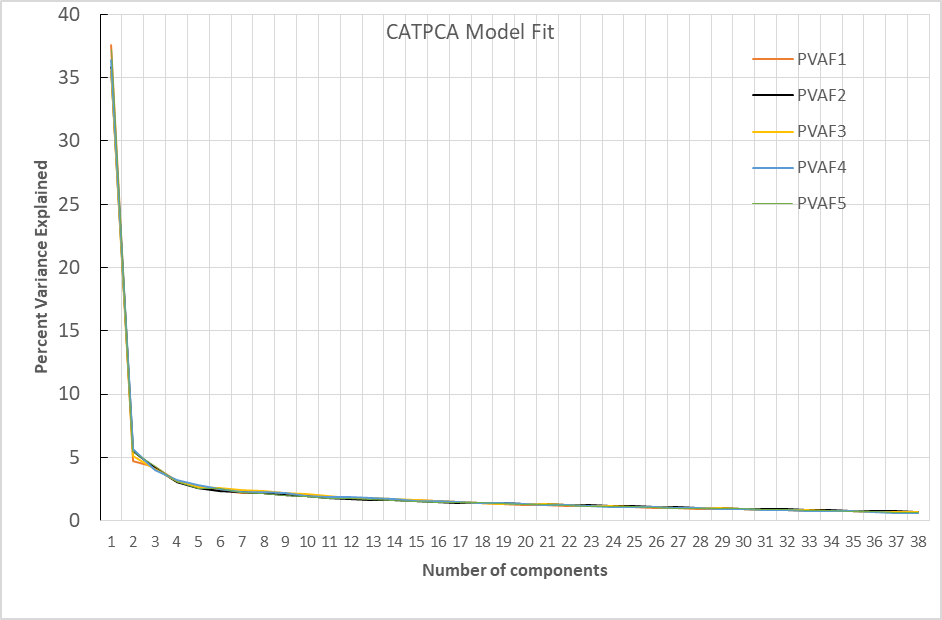 CATPCA Model Fit
40
35
30
25
20
15
10
5
0
Percent Variance Explained
PVAF1
PVAF2
PVAF3
PVAF4
PVAF5
1 2 3 4 5 6 7 8 9 10 11 12 13 14 15 16 17 18 19 20 21 22 23 24 25 26 27 28 29 30 31 32 33 34 35 36 37 38
Number of components